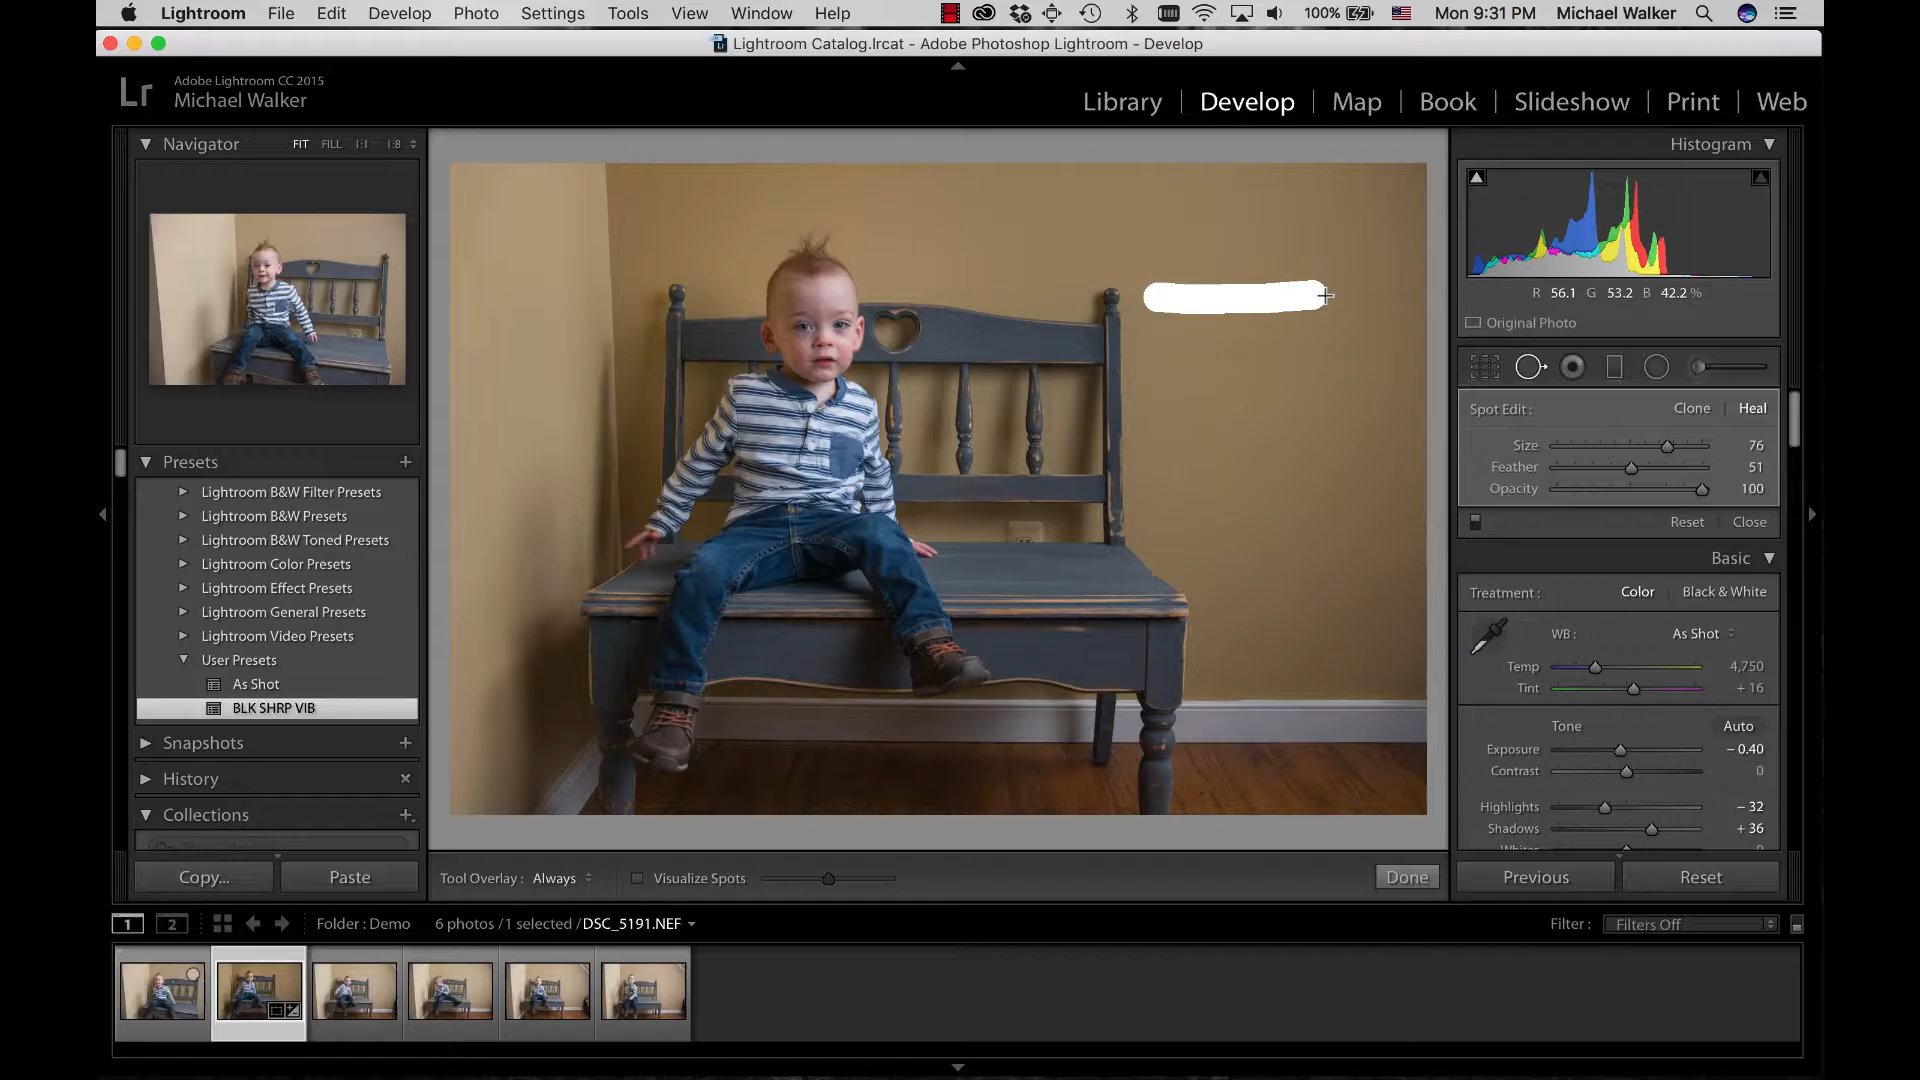 Lightroom File Edit Develop Photo Settings Tools View Window Help 100% Mon 9:31 PM Michael Walker
Lightroom Catalog.lrcat - Adobe Photoshop Lightroom - Develop
Lr Adobe Lightroom CC 2015
Michael Walker
Library | Develop | Map | Book | Slideshow | Print | Web
Navigator FIT FILL 1:1 1:8
Presets +
Lightroom B&W Filter Presets
Lightroom B&W Presets
Lightroom B&W Toned Presets
Lightroom Color Presets
Lightroom Effect Presets
Lightroom General Presets
Lightroom Video Presets
User Presets
As Shot
BLK SHRP VIB
Snapshots +
History ×
Collections +
Copy... Paste
Tool Overlay : Always Visualize Spots Done
Histogram
R 56.1 G 53.2 B 42.2 %
Original Photo
Spot Edit : Clone | Heal
Size 76
Feather 51
Opacity 100
Reset Close
Basic
Treatment : Color | Black & White
WB : As Shot
Temp 4,750
Tint + 16
Tone Auto
Exposure – 0.40
Contrast 0
Highlights – 32
Shadows + 36
Previous Reset
1 2 Folder : Demo 6 photos /1 selected /DSC_5191.NEF Filter : Filters Off